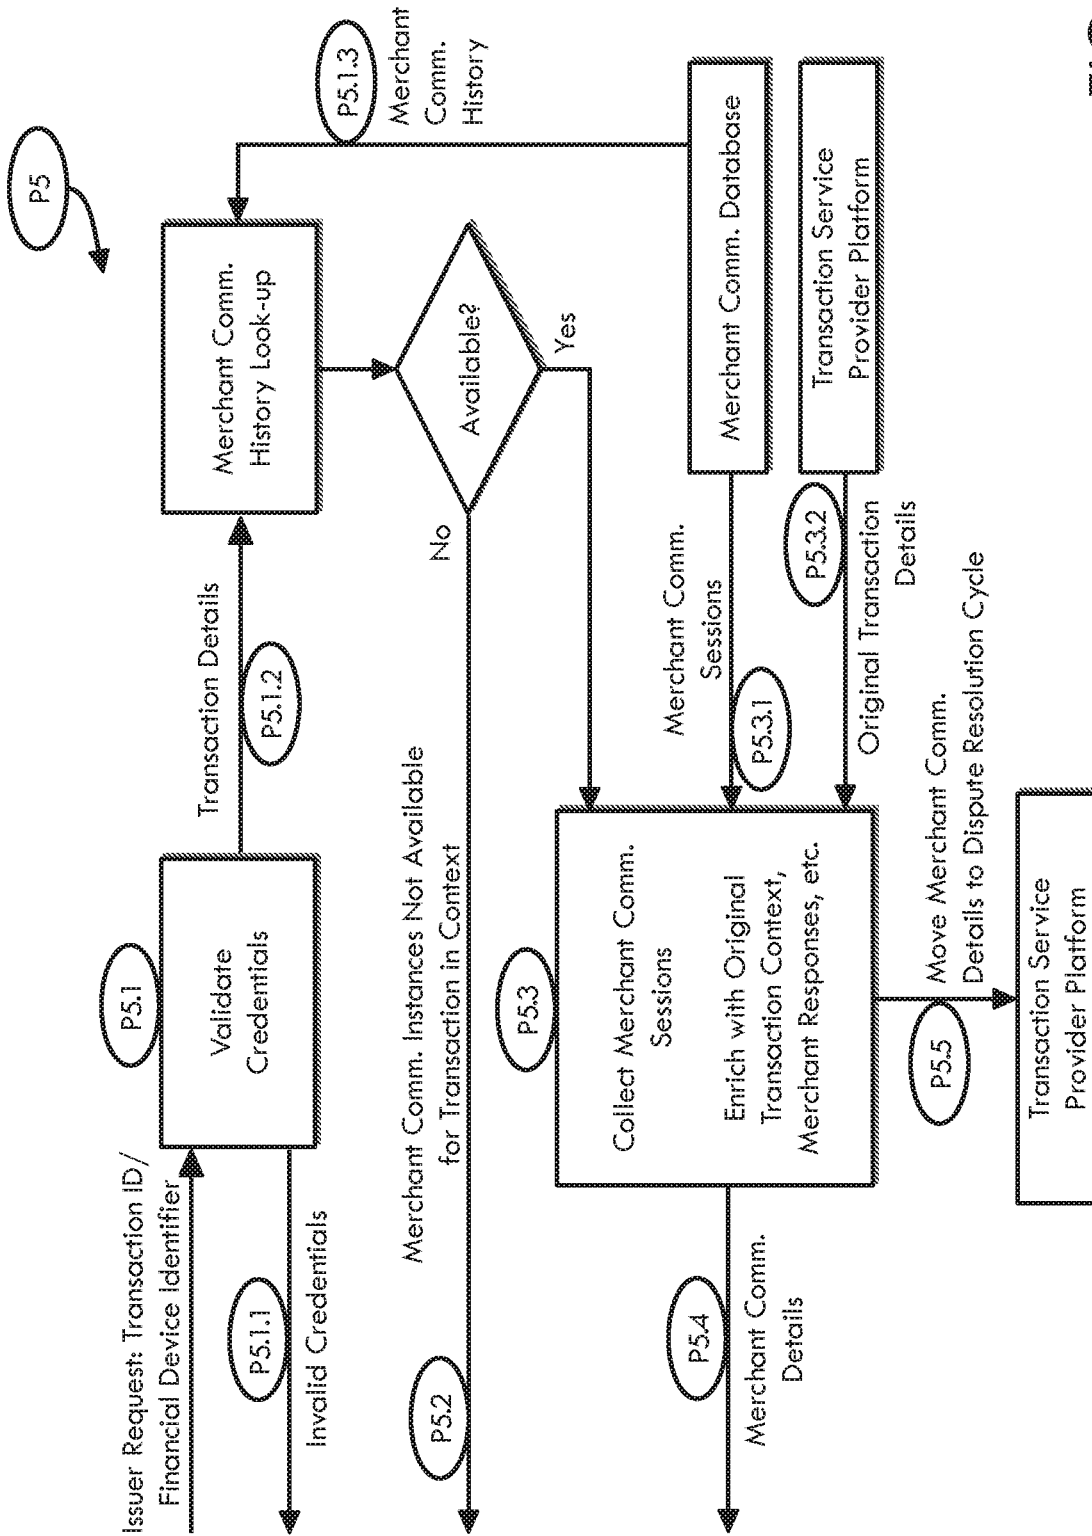 P5
Issuer Request: Transaction ID/
Financial Device Identifier
P5.1
Validate
Credentials
P5.1.1
Invalid Credentials
Transaction Details
P5.1.2
Merchant Comm.
History Look-up
P5.1.3
Merchant
Comm.
History
Available?
No
Yes
Merchant Comm. Instances Not Available
for Transaction in Context
P5.2
P5.3
Collect Merchant Comm.
Sessions
Enrich with Original
Transaction Context,
Merchant Responses, etc.
Merchant Comm.
Sessions
P5.3.1
Merchant Comm. Database
P5.3.2
Original Transaction
Details
Transaction Service
Provider Platform
P5.4
Merchant Comm.
Details
P5.5
Move Merchant Comm.
Details to Dispute Resolution Cycle
Transaction Service
Provider Platform